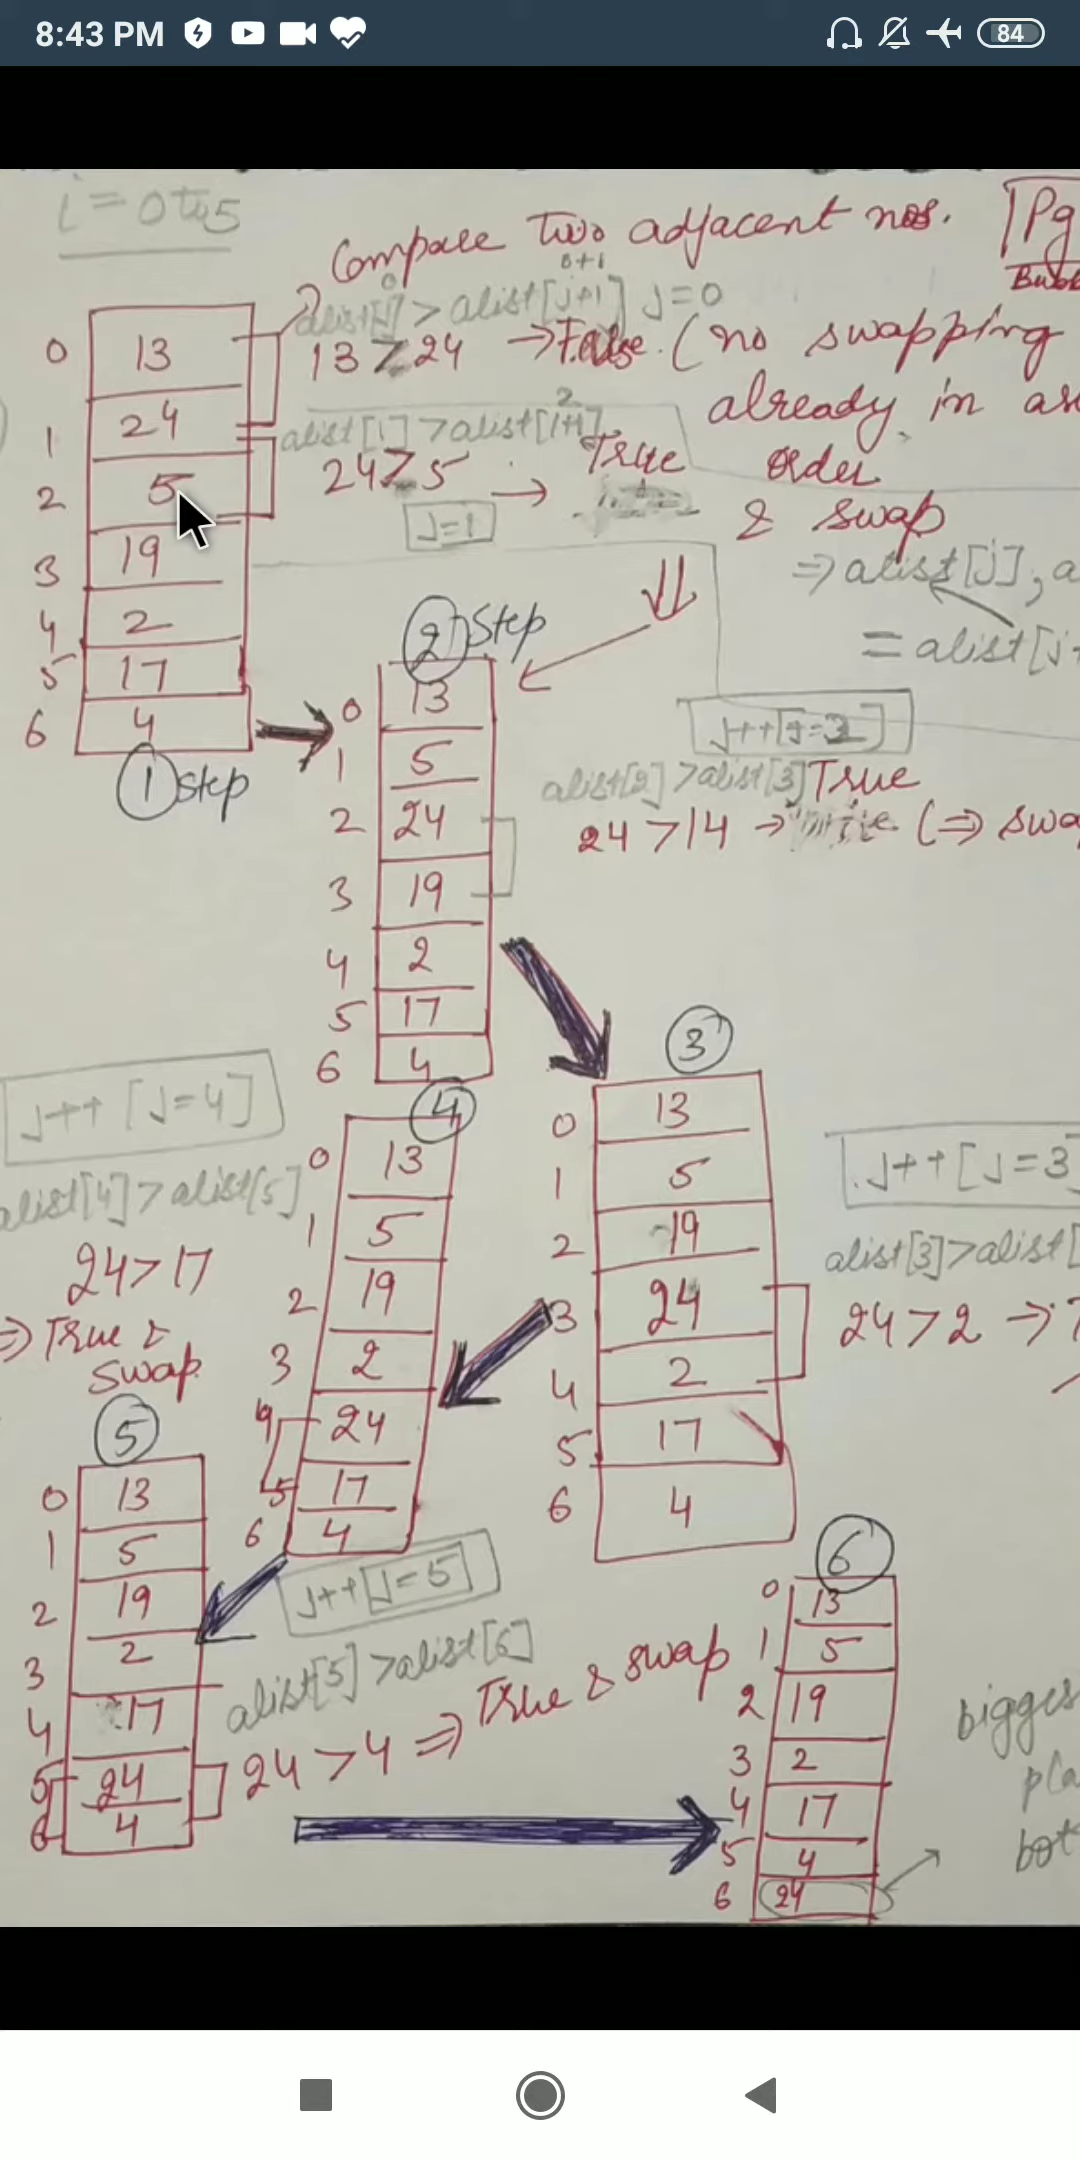 8:43 PM
84
i = 0 to 5
Compare two adjacent nos.
Pg
0
0+1
alist[j] > alist[j+1] j=0
0 13
13 > 24 → False. (no swapping
already in
order
1 24
2
alist[1] > alist[1+1]
24 > 5 → True
& swap
J=1
2 5
3 19
4 2
5 17
6 4
① Step
⇒ alist[j], a
= alist[j+
② Step
0 13
1 5
2 24
3 19
4 2
5 17
6 4
alist[2] > alist[3] True
24 > 14 → (⇒ swa
③
0 13
1 5
2 19
3 24
4 2
5 17
6 4
J++ [J=3]
alist[3] > alist[
24 > 2 →
④
0 13
1 5
2 19
3 2
4 24
5 17
6 4
J++ [J=4]
alist[4] > alist[5]
24 > 17
⇒ True &
swap
⑤
0 13
1 5
2 19
3 2
4 17
5 24
6 4
J++ [J=5]
alist[5] > alist[6]
24 > 4 ⇒ True & swap
⑥
0 13
1 5
2 19
3 2
4 17
5 4
6 24
bigges
pla
bot